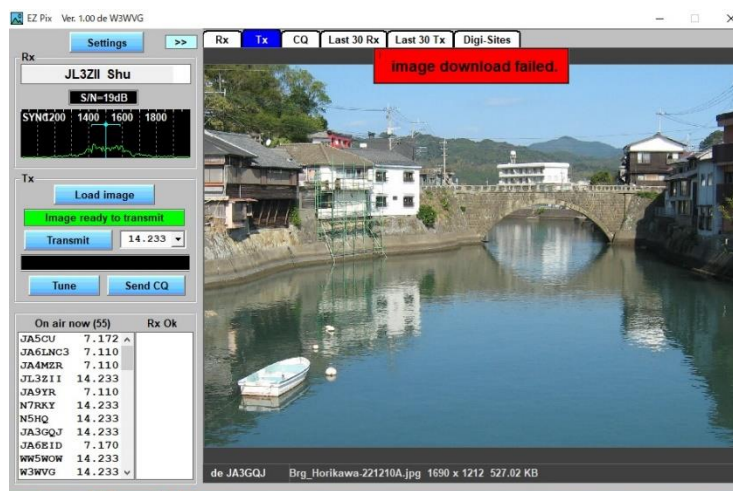 EZ Pix Ver. 1.00 de W3WVG
Settings >>
Rx
JL3ZII Shu
S/N=19dB
SYNC1200 1400 1600 1800
Tx
Load image
Image ready to transmit
Transmit 14.233
Tune Send CQ
On air now (55) Rx Ok
JA5CU 7.172
JA6LNC3 7.110
JA4MZR 7.110
JL3ZII 14.233
JA9YR 7.110
N7RKY 14.233
N5HQ 14.233
JA3GQJ 14.233
JA6EID 7.170
WW5WOW 14.233
W3WVG 14.233
Rx Tx CQ Last 30 Rx Last 30 Tx Digi-Sites
image download failed.
de JA3GQJ Brg_Horikawa-221210A.jpg 1690 x 1212 527.02 KB